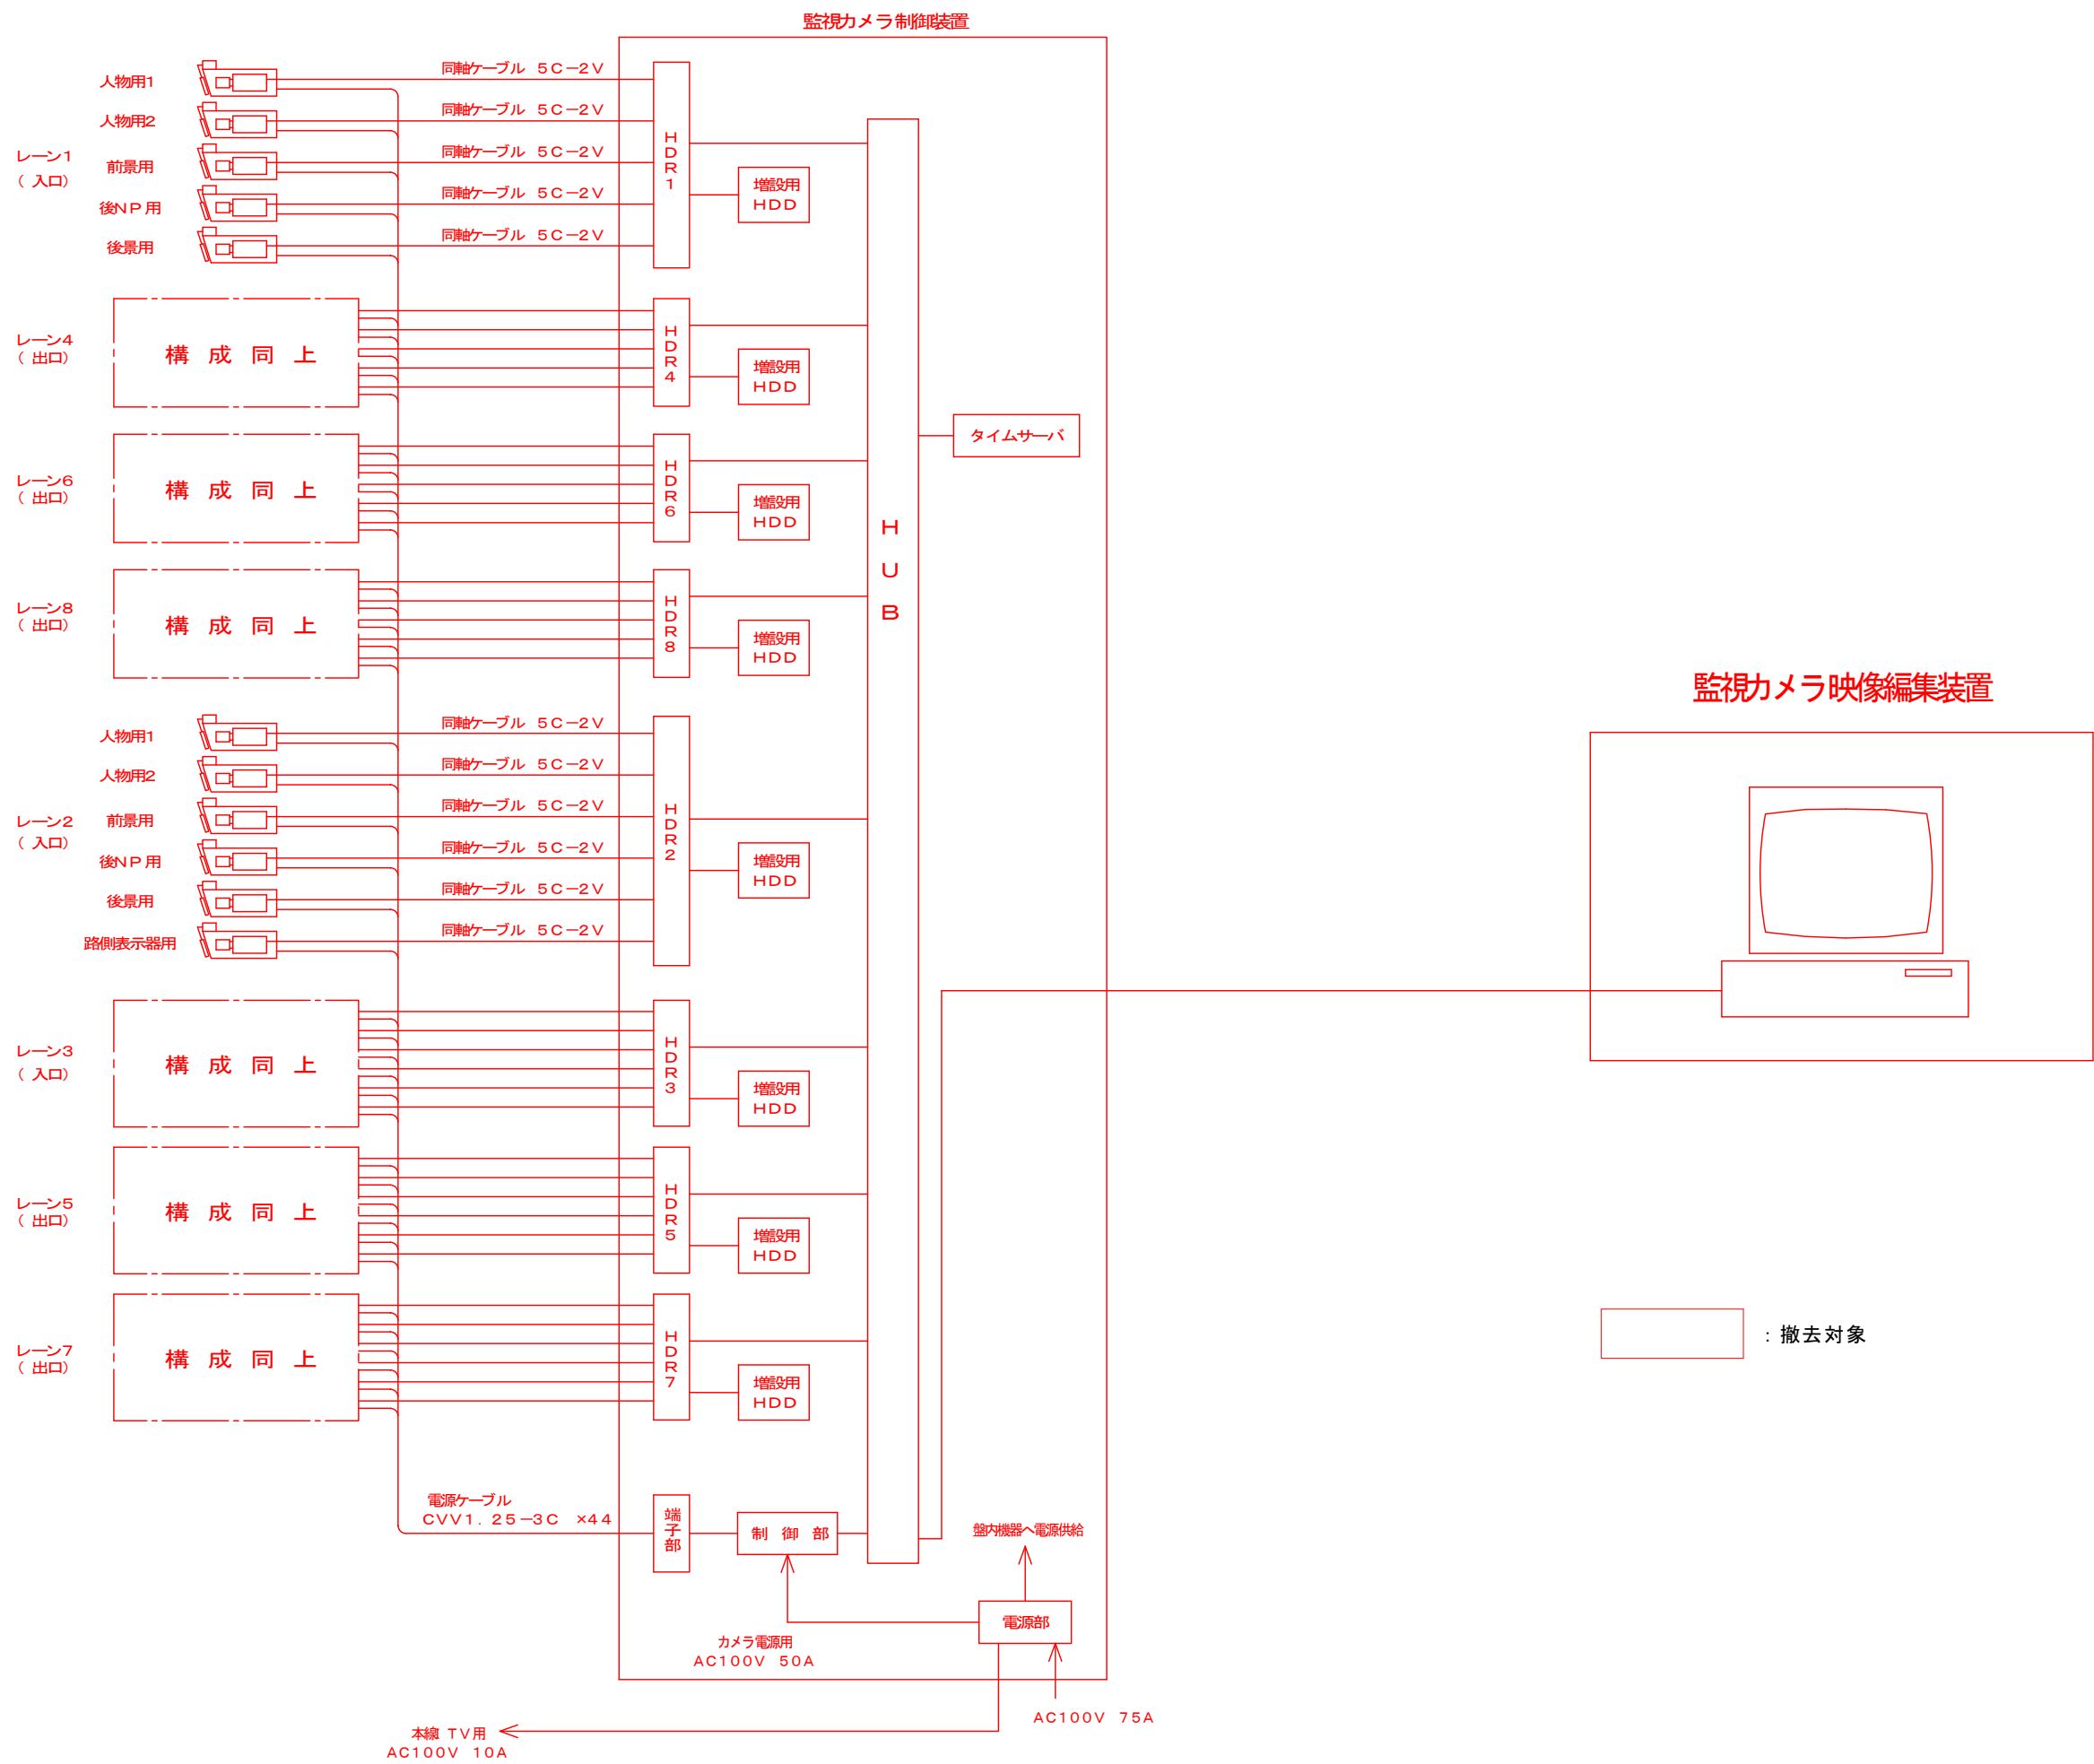 監視カメラ制御装置
レーン1
（入口）
人物用1
同軸ケーブル 5C－2V
人物用2
同軸ケーブル 5C－2V
前景用
同軸ケーブル 5C－2V
後NP用
同軸ケーブル 5C－2V
後景用
同軸ケーブル 5C－2V
HDR1
増設用
HDD
レーン4
（出口）
構成同上
HDR4
増設用
HDD
タイムサーバ
レーン6
（出口）
構成同上
HDR6
増設用
HDD
HUB
レーン8
（出口）
構成同上
HDR8
増設用
HDD
レーン2
（入口）
人物用1
同軸ケーブル 5C－2V
人物用2
同軸ケーブル 5C－2V
前景用
同軸ケーブル 5C－2V
後NP用
同軸ケーブル 5C－2V
後景用
同軸ケーブル 5C－2V
路側表示器用
同軸ケーブル 5C－2V
HDR2
増設用
HDD
監視カメラ映像編集装置
レーン3
（入口）
構成同上
HDR3
増設用
HDD
レーン5
（出口）
構成同上
HDR5
増設用
HDD
レーン7
（出口）
構成同上
HDR7
増設用
HDD
：撤去対象
電源ケーブル
CVV1．25－3C ×44
端子部
制御部
盤内機器へ電源供給
電源部
カメラ電源用
AC100V 50A
AC100V 75A
本線TV用
AC100V 10A